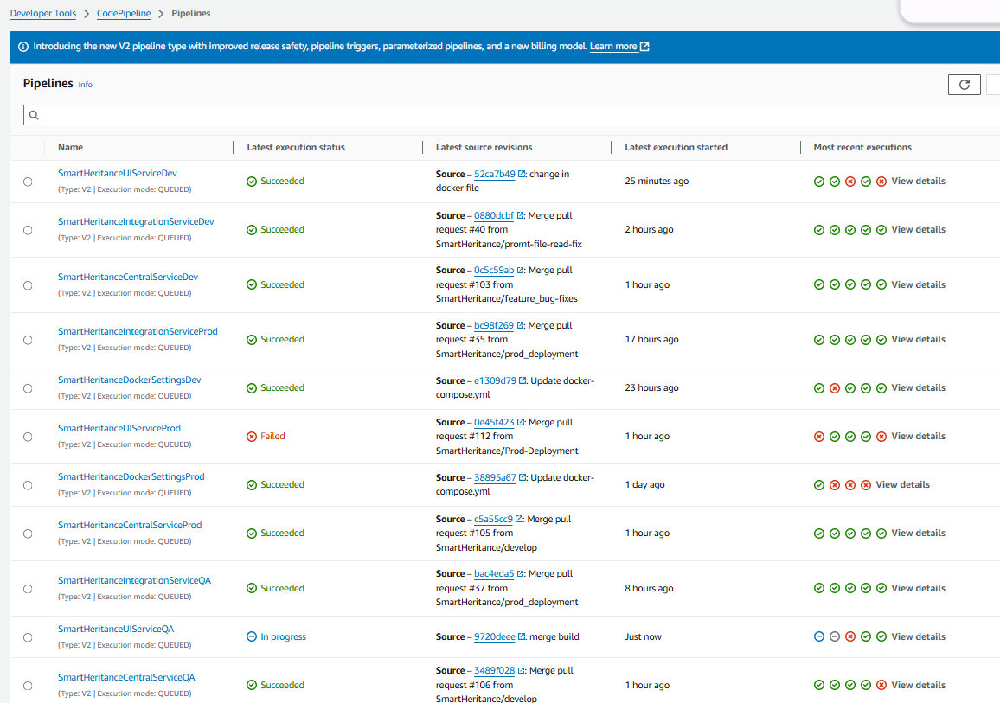 Developer Tools > CodePipeline > Pipelines
Introducing the new V2 pipeline type with improved release safety, pipeline triggers, parameterized pipelines, and a new billing model. Learn more
Pipelines Info
Name Latest execution status Latest source revisions Latest execution started Most recent executions
SmartHeritanceUIServiceDev
(Type: V2 | Execution mode: QUEUED)
Succeeded
Source – 52ca7b49: change in
docker file
25 minutes ago
View details
SmartHeritanceIntegrationServiceDev
(Type: V2 | Execution mode: QUEUED)
Succeeded
Source – 0880dcbf: Merge pull
request #40 from
SmartHeritance/promt-file-read-fix
2 hours ago
View details
SmartHeritanceCentralServiceDev
(Type: V2 | Execution mode: QUEUED)
Succeeded
Source – 0c5c59ab: Merge pull
request #103 from
SmartHeritance/feature_bug-fixes
1 hour ago
View details
SmartHeritanceIntegrationServiceProd
(Type: V2 | Execution mode: QUEUED)
Succeeded
Source – bc98f269: Merge pull
request #35 from
SmartHeritance/prod_deployment
17 hours ago
View details
SmartHeritanceDockerSettingsDev
(Type: V2 | Execution mode: QUEUED)
Succeeded
Source – e1309d79: Update docker-
compose.yml
23 hours ago
View details
SmartHeritanceUIServiceProd
(Type: V2 | Execution mode: QUEUED)
Failed
Source – 0e45f423: Merge pull
request #112 from
SmartHeritance/Prod-Deployment
1 hour ago
View details
SmartHeritanceDockerSettingsProd
(Type: V2 | Execution mode: QUEUED)
Succeeded
Source – 38895a67: Update docker-
compose.yml
1 day ago
View details
SmartHeritanceCentralServiceProd
(Type: V2 | Execution mode: QUEUED)
Succeeded
Source – c5a55cc9: Merge pull
request #105 from
SmartHeritance/develop
1 hour ago
View details
SmartHeritanceIntegrationServiceQA
(Type: V2 | Execution mode: QUEUED)
Succeeded
Source – bac4eda5: Merge pull
request #37 from
SmartHeritance/prod_deployment
8 hours ago
View details
SmartHeritanceUIServiceQA
(Type: V2 | Execution mode: QUEUED)
In progress
Source – 9720deee: merge build
Just now
View details
SmartHeritanceCentralServiceQA
(Type: V2 | Execution mode: QUEUED)
Succeeded
Source – 3489f028: Merge pull
request #106 from
SmartHeritance/develop
1 hour ago
View details